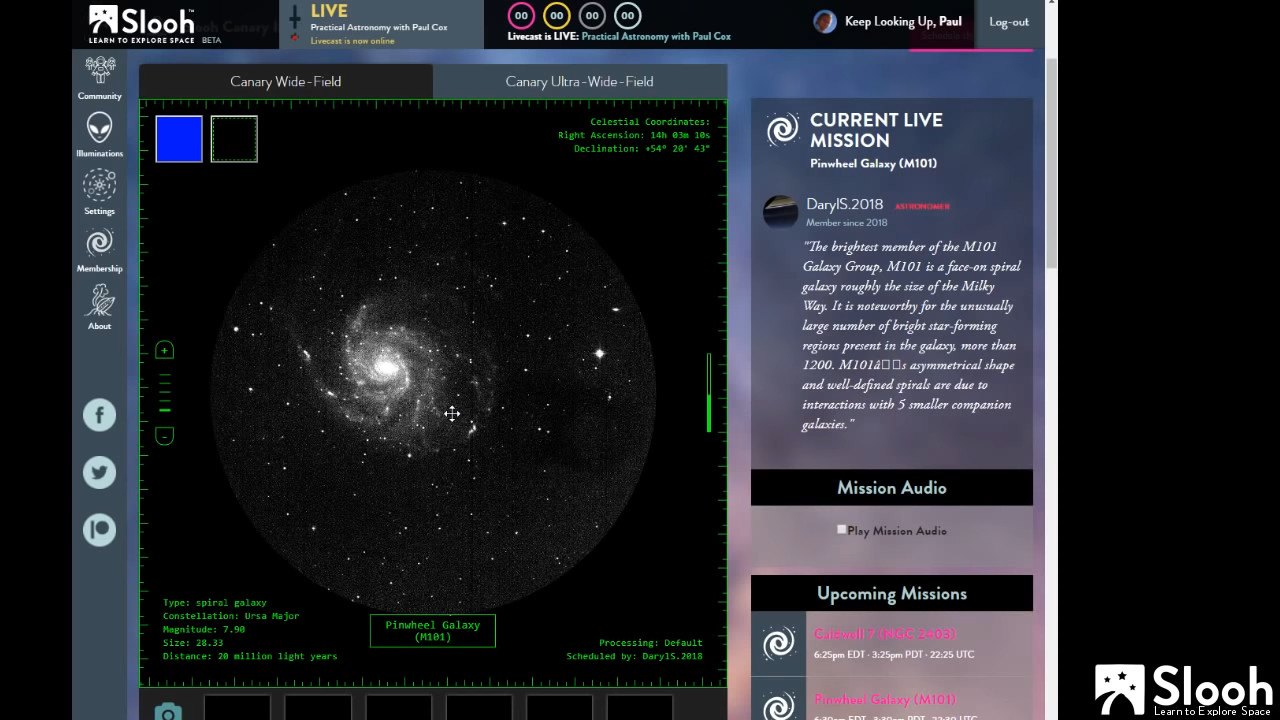 Slooh
LEARN TO EXPLORE SPACE BETA
LIVE
Practical Astronomy with Paul Cox
Livecast is now online
00 00 00 00
Livecast is LIVE: Practical Astronomy with Paul Cox
Keep Looking Up, Paul
Log-out
Community
Illuminations
Settings
Membership
About
Canary Wide-Field
Canary Ultra-Wide-Field
Celestial Coordinates:
Right Ascension: 14h 03m 10s
Declination: +54° 20' 43"
Type: spiral galaxy
Constellation: Ursa Major
Magnitude: 7.90
Size: 28.33
Distance: 20 million light years
Pinwheel Galaxy
(M101)
Processing: Default
Scheduled by: DarylS.2018
CURRENT LIVE
MISSION
Pinwheel Galaxy (M101)
DarylS.2018 ASTRONOMER
Member since 2018
"The brightest member of the M101
Galaxy Group, M101 is a face-on spiral
galaxy roughly the size of the Milky
Way. It is noteworthy for the unusually
large number of bright star-forming
regions present in the galaxy, more than
1200. M101â□□s asymmetrical shape
and well-defined spirals are due to
interactions with 5 smaller companion
galaxies."
Mission Audio
Play Mission Audio
Upcoming Missions
Caldwell 7 (NGC 2403)
6:25pm EDT · 3:25pm PDT · 22:25 UTC
Pinwheel Galaxy (M101)
6:30pm EDT · 3:30pm PDT · 22:30 UTC
Slooh
Learn to Explore Space